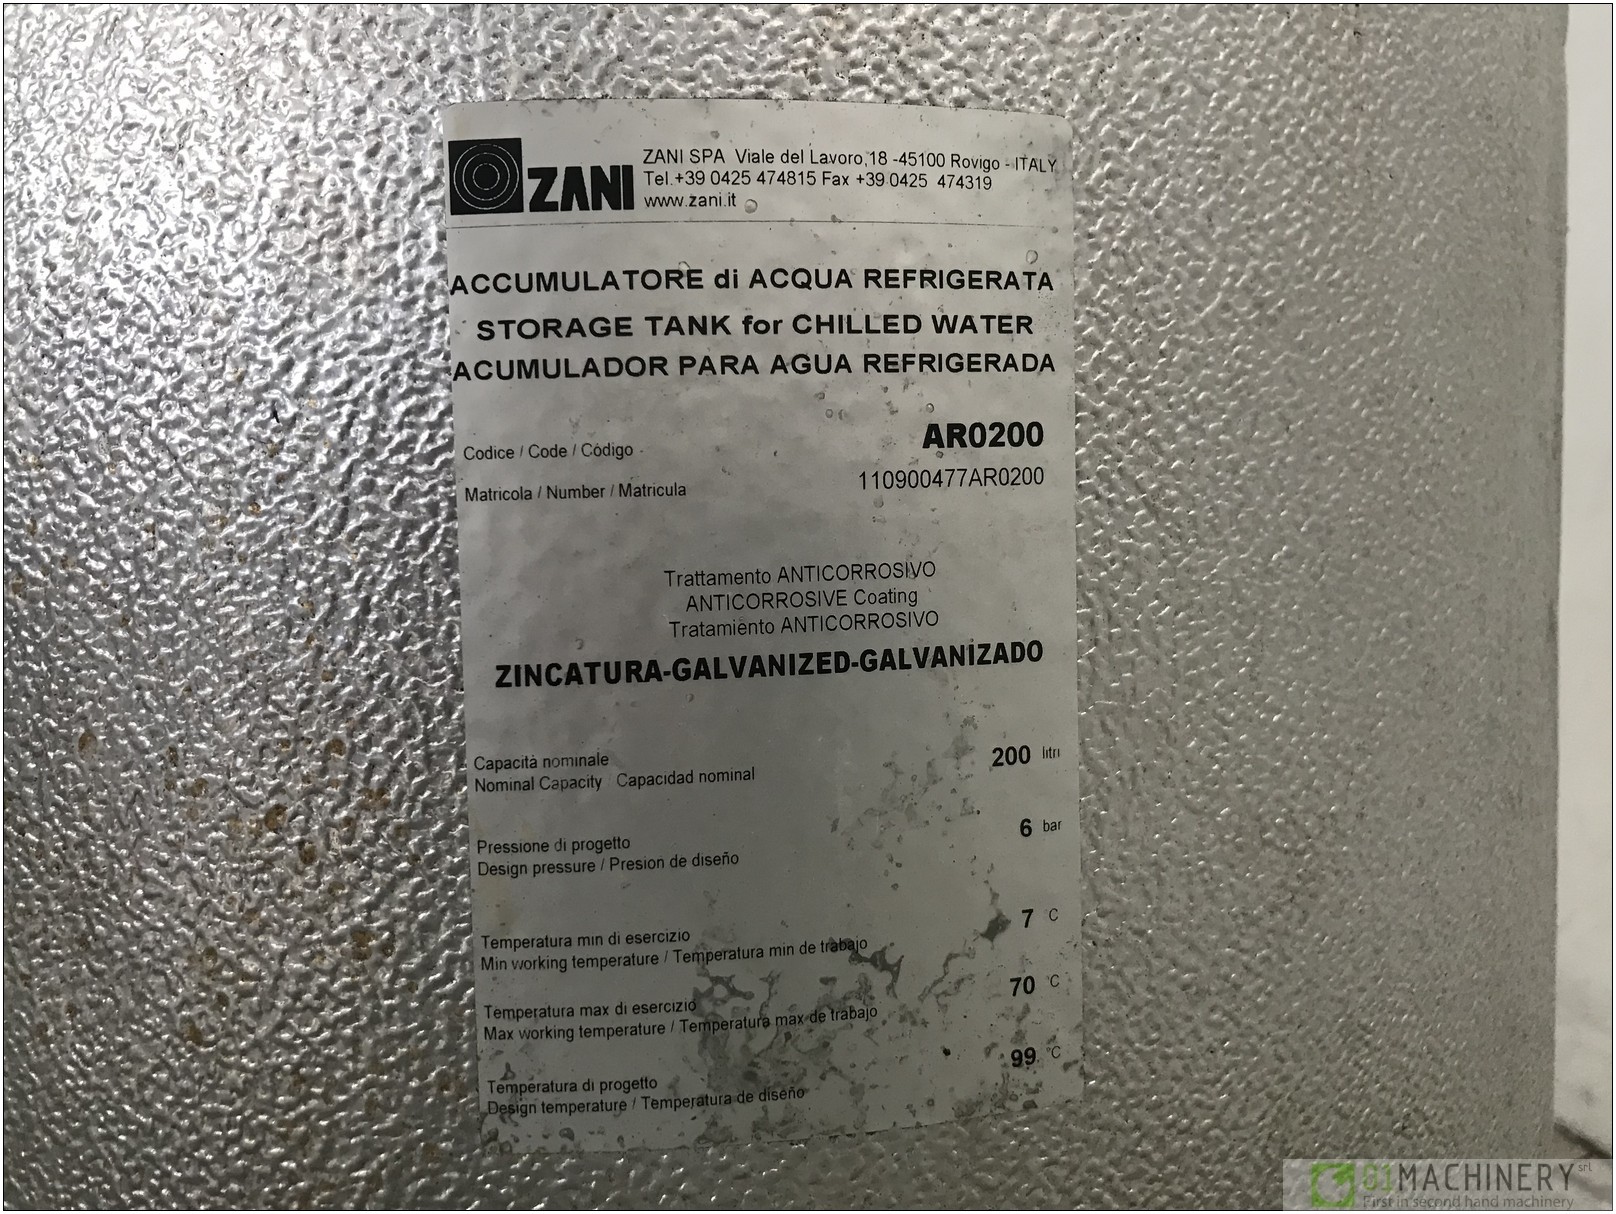 ZANI
ZANI SPA Viale del Lavoro,18 -45100 Rovigo - ITALY
Tel.+39 0425 474815 Fax +39 0425 474319
www.zani.it
ACCUMULATORE di ACQUA REFRIGERATA
STORAGE TANK for CHILLED WATER
ACUMULADOR PARA AGUA REFRIGERADA
Codice / Code / Código AR0200
Matricola / Number / Matricula 110900477AR0200
Trattamento ANTICORROSIVO
ANTICORROSIVE Coating
Tratamiento ANTICORROSIVO
ZINCATURA-GALVANIZED-GALVANIZADO
Capacità nominale 200 litri
Nominal Capacity / Capacidad nominal
Pressione di progetto 6 bar
Design pressure / Presion de diseño
Temperatura min di esercizio 7 °C
Min working temperature / Temperatura min de trabajo
Temperatura max di esercizio 70 °C
Max working temperature / Temperatura max de trabajo
Temperatura di progetto 99 °C
Design temperature / Temperatura de diseño
01MACHINERY srl
First in second hand machinery